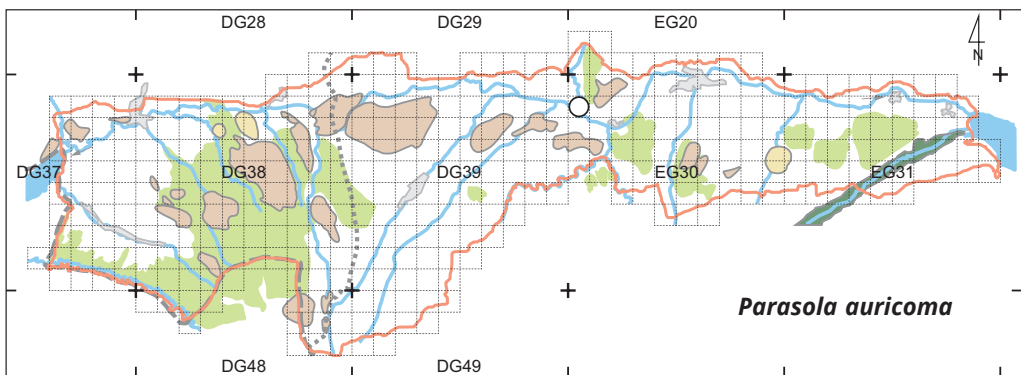 DG28 DG29 EG20
N
DG37 DG38 DG39 EG30 EG31
Parasola auricoma
DG48 DG49